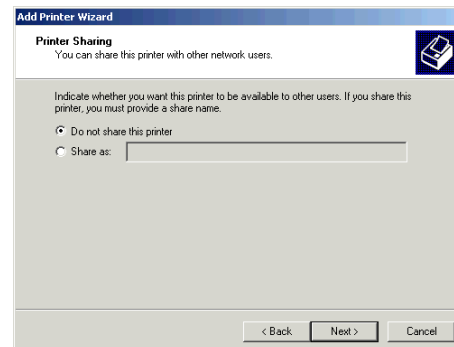 Add Printer Wizard
Printer Sharing
You can share this printer with other network users.
Indicate whether you want this printer to be available to other users. If you share this
printer, you must provide a share name.
Do not share this printer
Share as:
< Back Next > Cancel